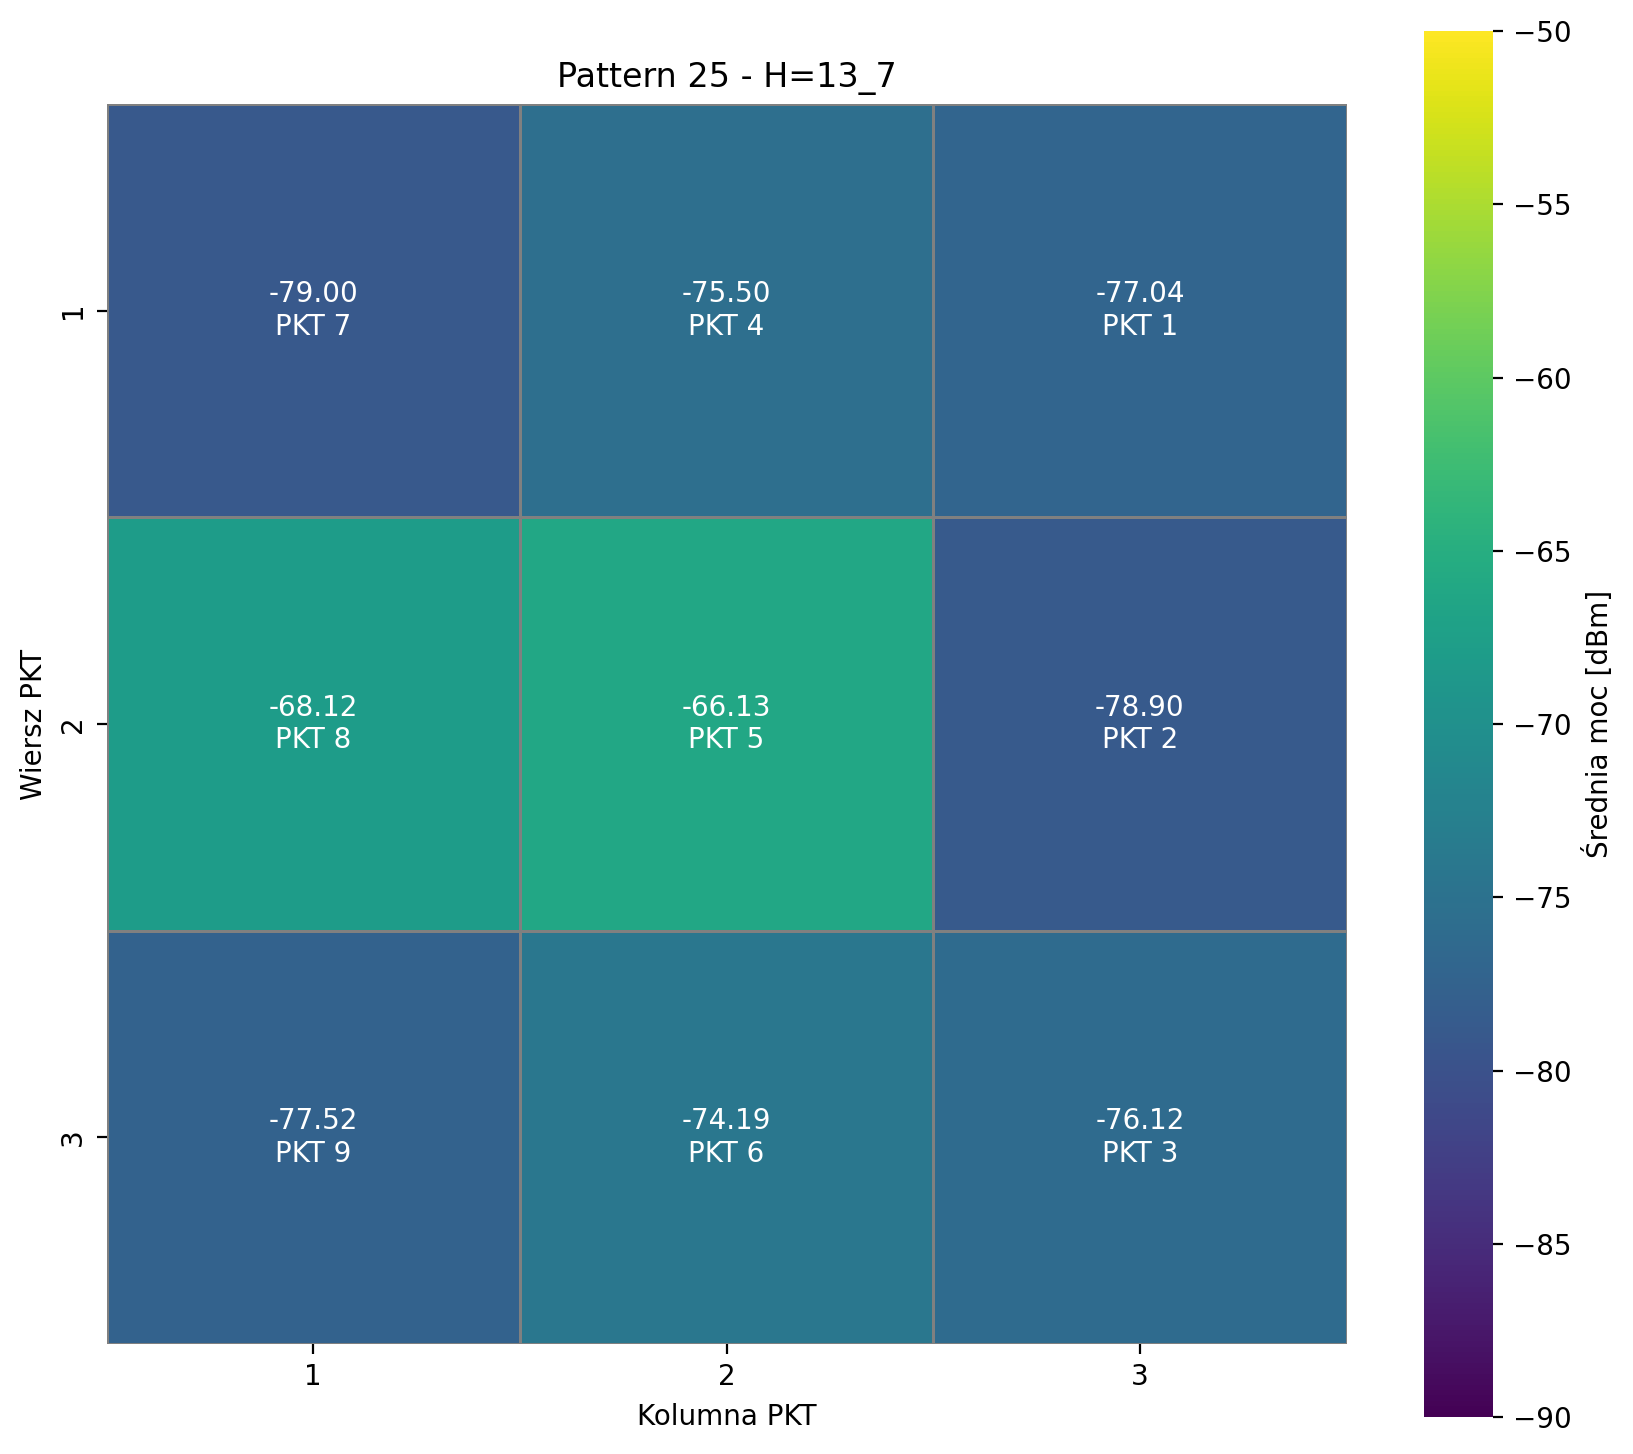 Pattern 25 - H=13_7
-79.00
PKT 7
-75.50
PKT 4
-77.04
PKT 1
-68.12
PKT 8
-66.13
PKT 5
-78.90
PKT 2
-77.52
PKT 9
-74.19
PKT 6
-76.12
PKT 3
1
2
3
Wiersz PKT
1
2
3
Kolumna PKT
−50
−55
−60
−65
−70
−75
−80
−85
−90
Średnia moc [dBm]